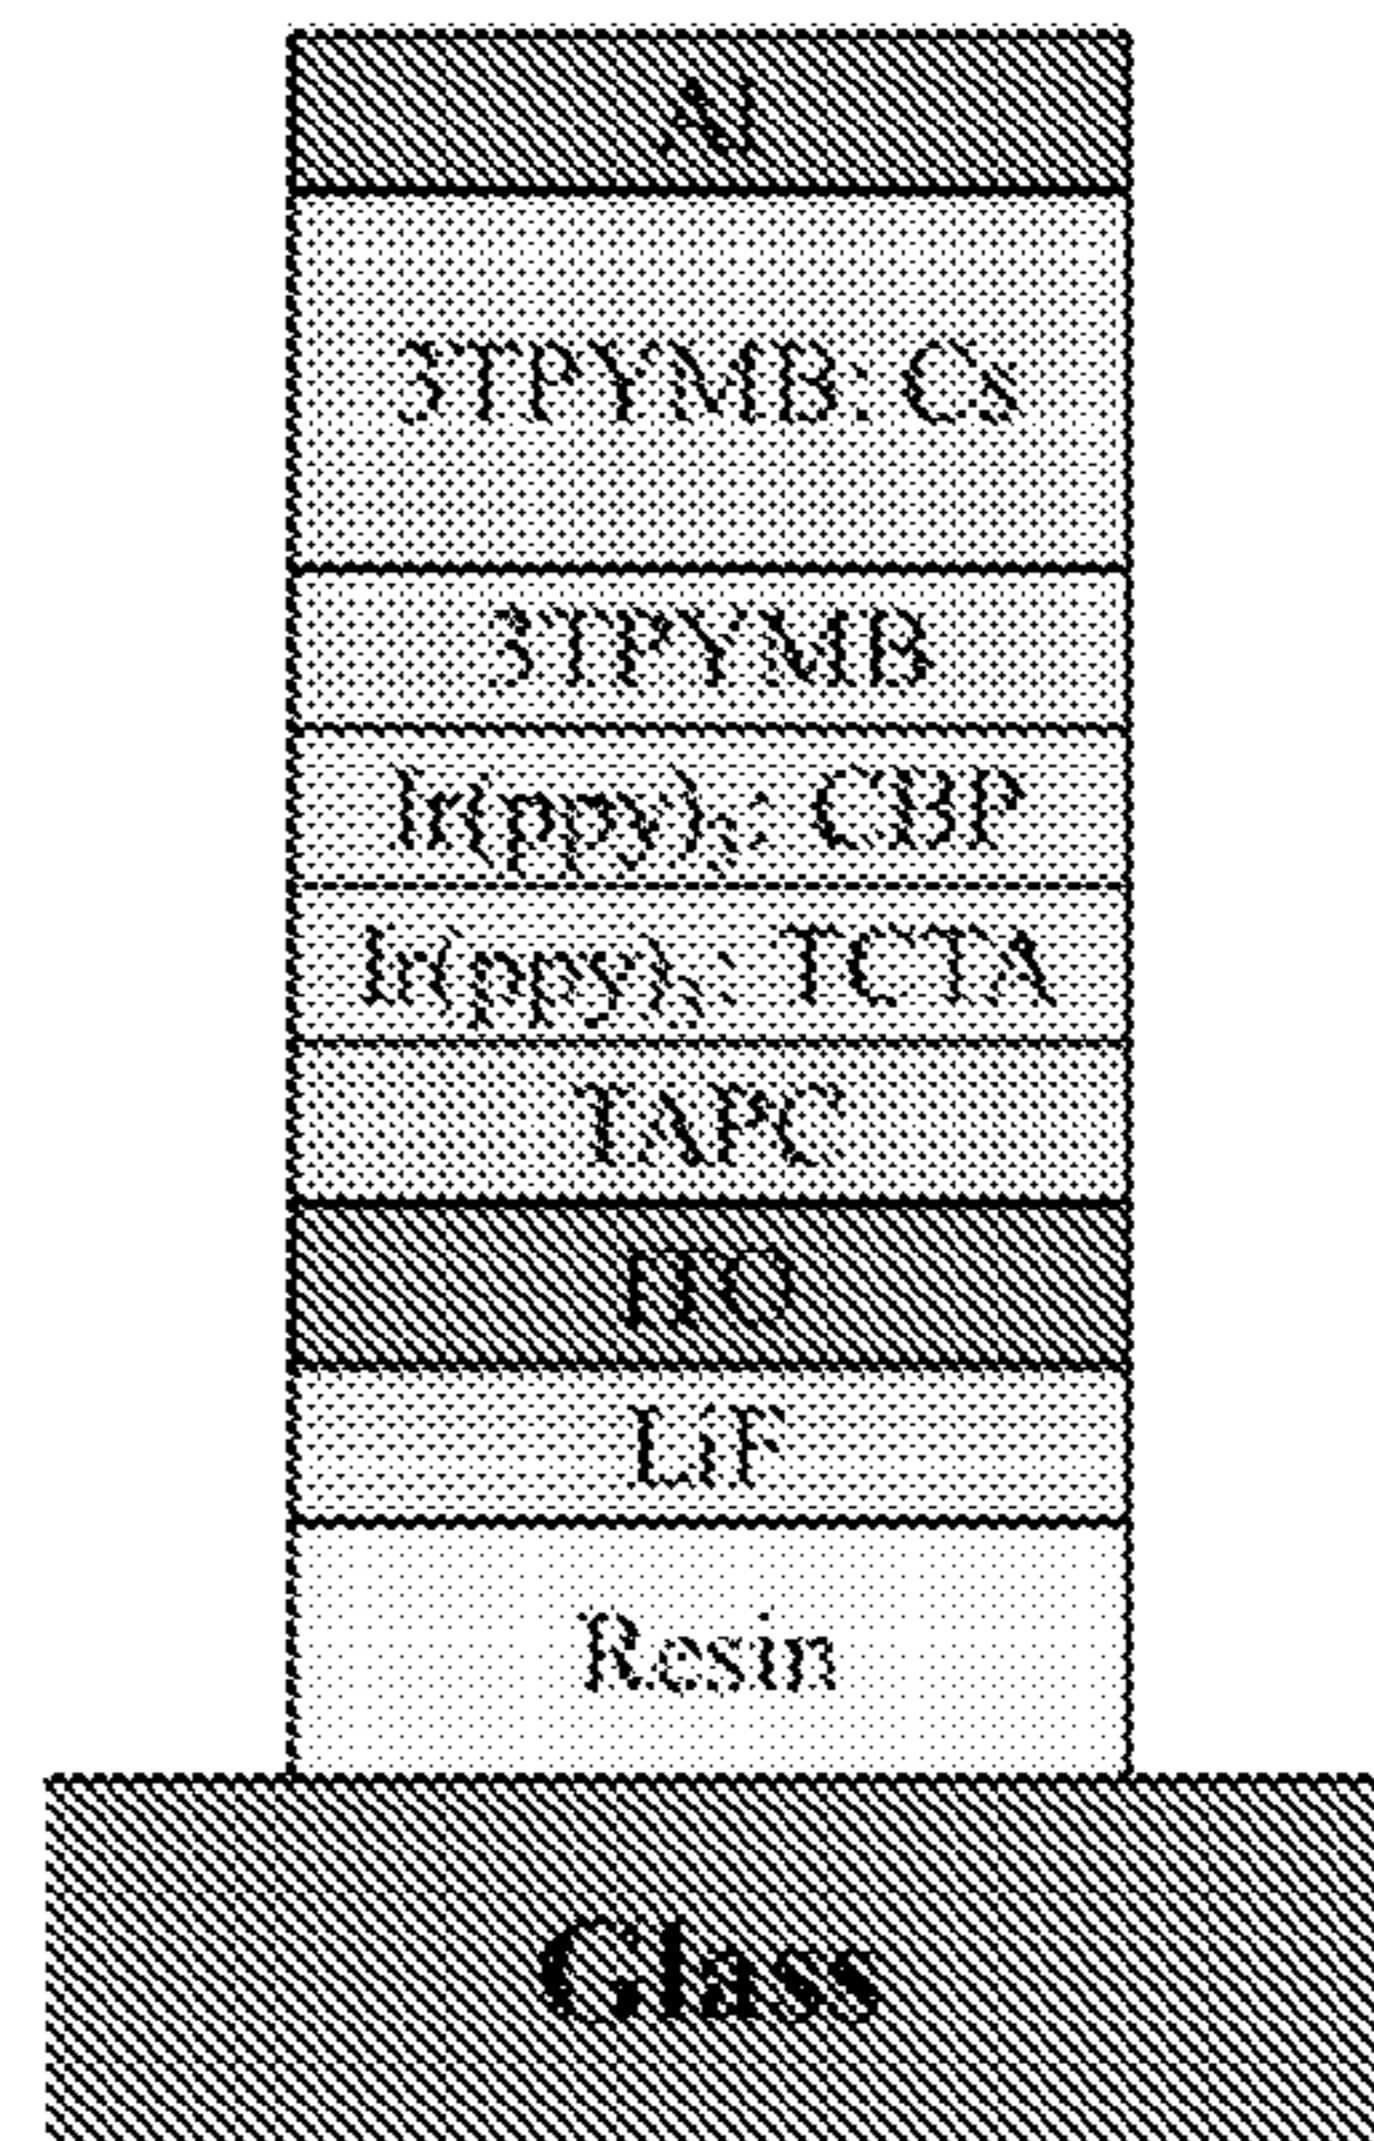 Al
3TPYMB: Cs
3TPYMB
Ir(ppy)₃: CBP
Ir(ppy)₃: TCTA
TAPC
ITO
LiF
Resin
Glass